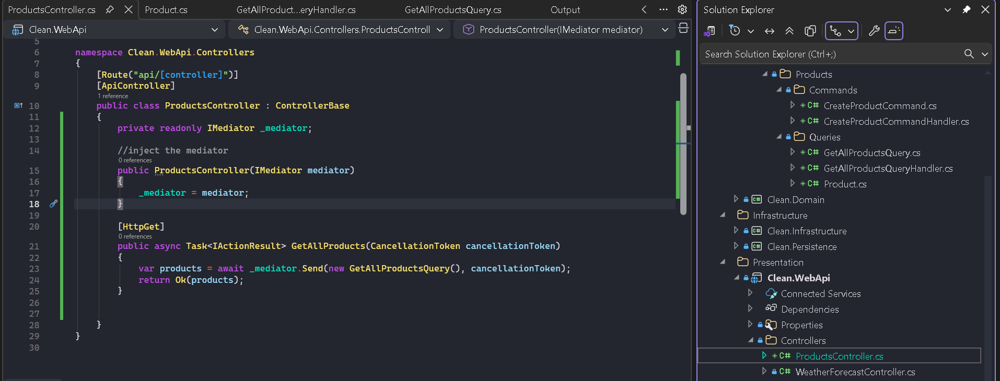 ProductsController.cs
Product.cs
GetAllProduct...eryHandler.cs
GetAllProductsQuery.cs
Output
Clean.WebApi
Clean.WebApi.Controllers.ProductsControll
ProductsController(IMediator mediator)
5
6 namespace Clean.WebApi.Controllers
7 {
8 [Route("api/[controller]")]
9 [ApiController]
1 reference
10 public class ProductsController : ControllerBase
11 {
12 private readonly IMediator _mediator;
13
14 //inject the mediator
0 references
15 public ProductsController(IMediator mediator)
16 {
17 _mediator = mediator;
18 }
19
20 [HttpGet]
0 references
21 public async Task<IActionResult> GetAllProducts(CancellationToken cancellationToken)
22 {
23 var products = await _mediator.Send(new GetAllProductsQuery(), cancellationToken);
24 return Ok(products);
25 }
26
27
28 }
29 }
30
Solution Explorer
Search Solution Explorer (Ctrl+;)
Products
Commands
+ C# CreateProductCommand.cs
+ C# CreateProductCommandHandler.cs
Queries
+ C# GetAllProductsQuery.cs
+ C# GetAllProductsQueryHandler.cs
+ C# Product.cs
C# Clean.Domain
Infrastructure
C# Clean.Infrastructure
C# Clean.Persistence
Presentation
Clean.WebApi
Connected Services
Dependencies
Properties
Controllers
+ C# ProductsController.cs
C# WeatherForecastController.cs